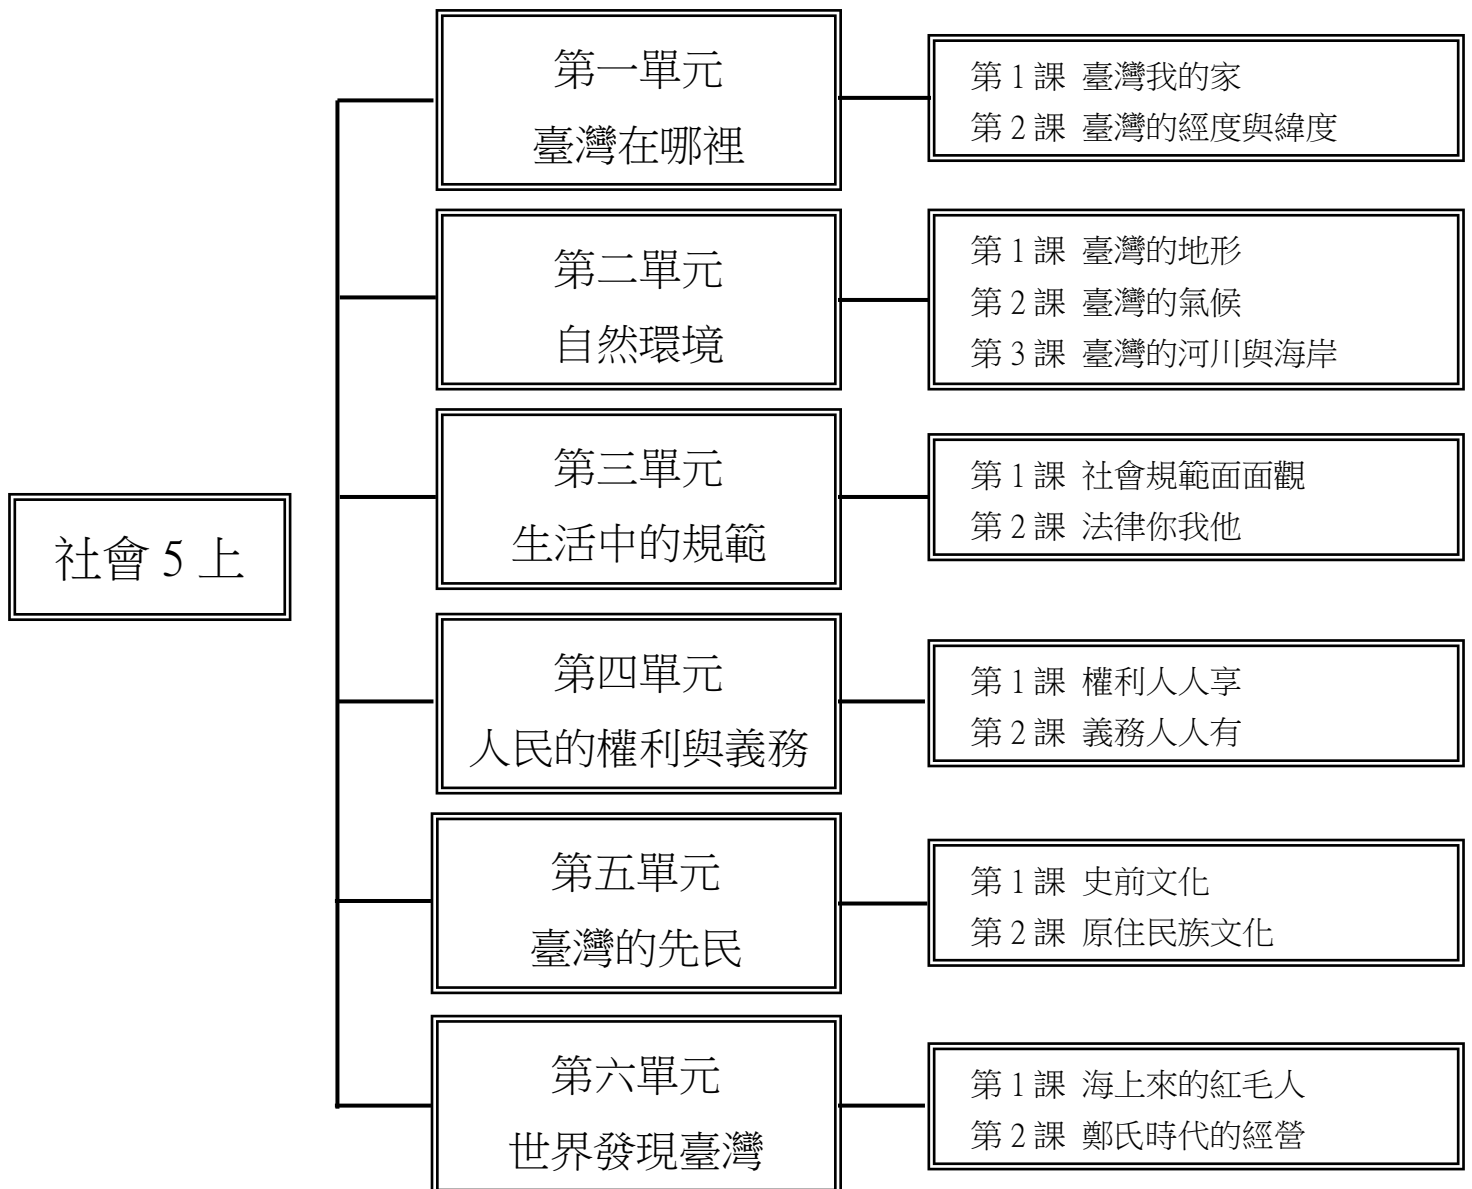 社會 5 上
第一單元
臺灣在哪裡
第 1 課 臺灣我的家
第 2 課 臺灣的經度與緯度
第二單元
自然環境
第 1 課 臺灣的地形
第 2 課 臺灣的氣候
第 3 課 臺灣的河川與海岸
第三單元
生活中的規範
第 1 課 社會規範面面觀
第 2 課 法律你我他
第四單元
人民的權利與義務
第 1 課 權利人人享
第 2 課 義務人人有
第五單元
臺灣的先民
第 1 課 史前文化
第 2 課 原住民族文化
第六單元
世界發現臺灣
第 1 課 海上來的紅毛人
第 2 課 鄭氏時代的經營